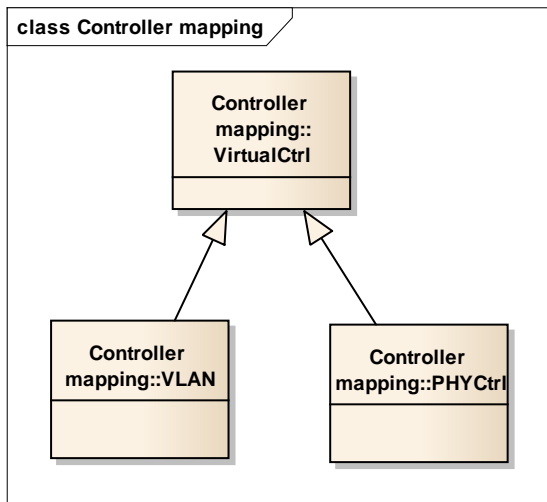 class Controller mapping
Controller
mapping::
VirtualCtrl
Controller
mapping::VLAN
Controller
mapping::PHYCtrl